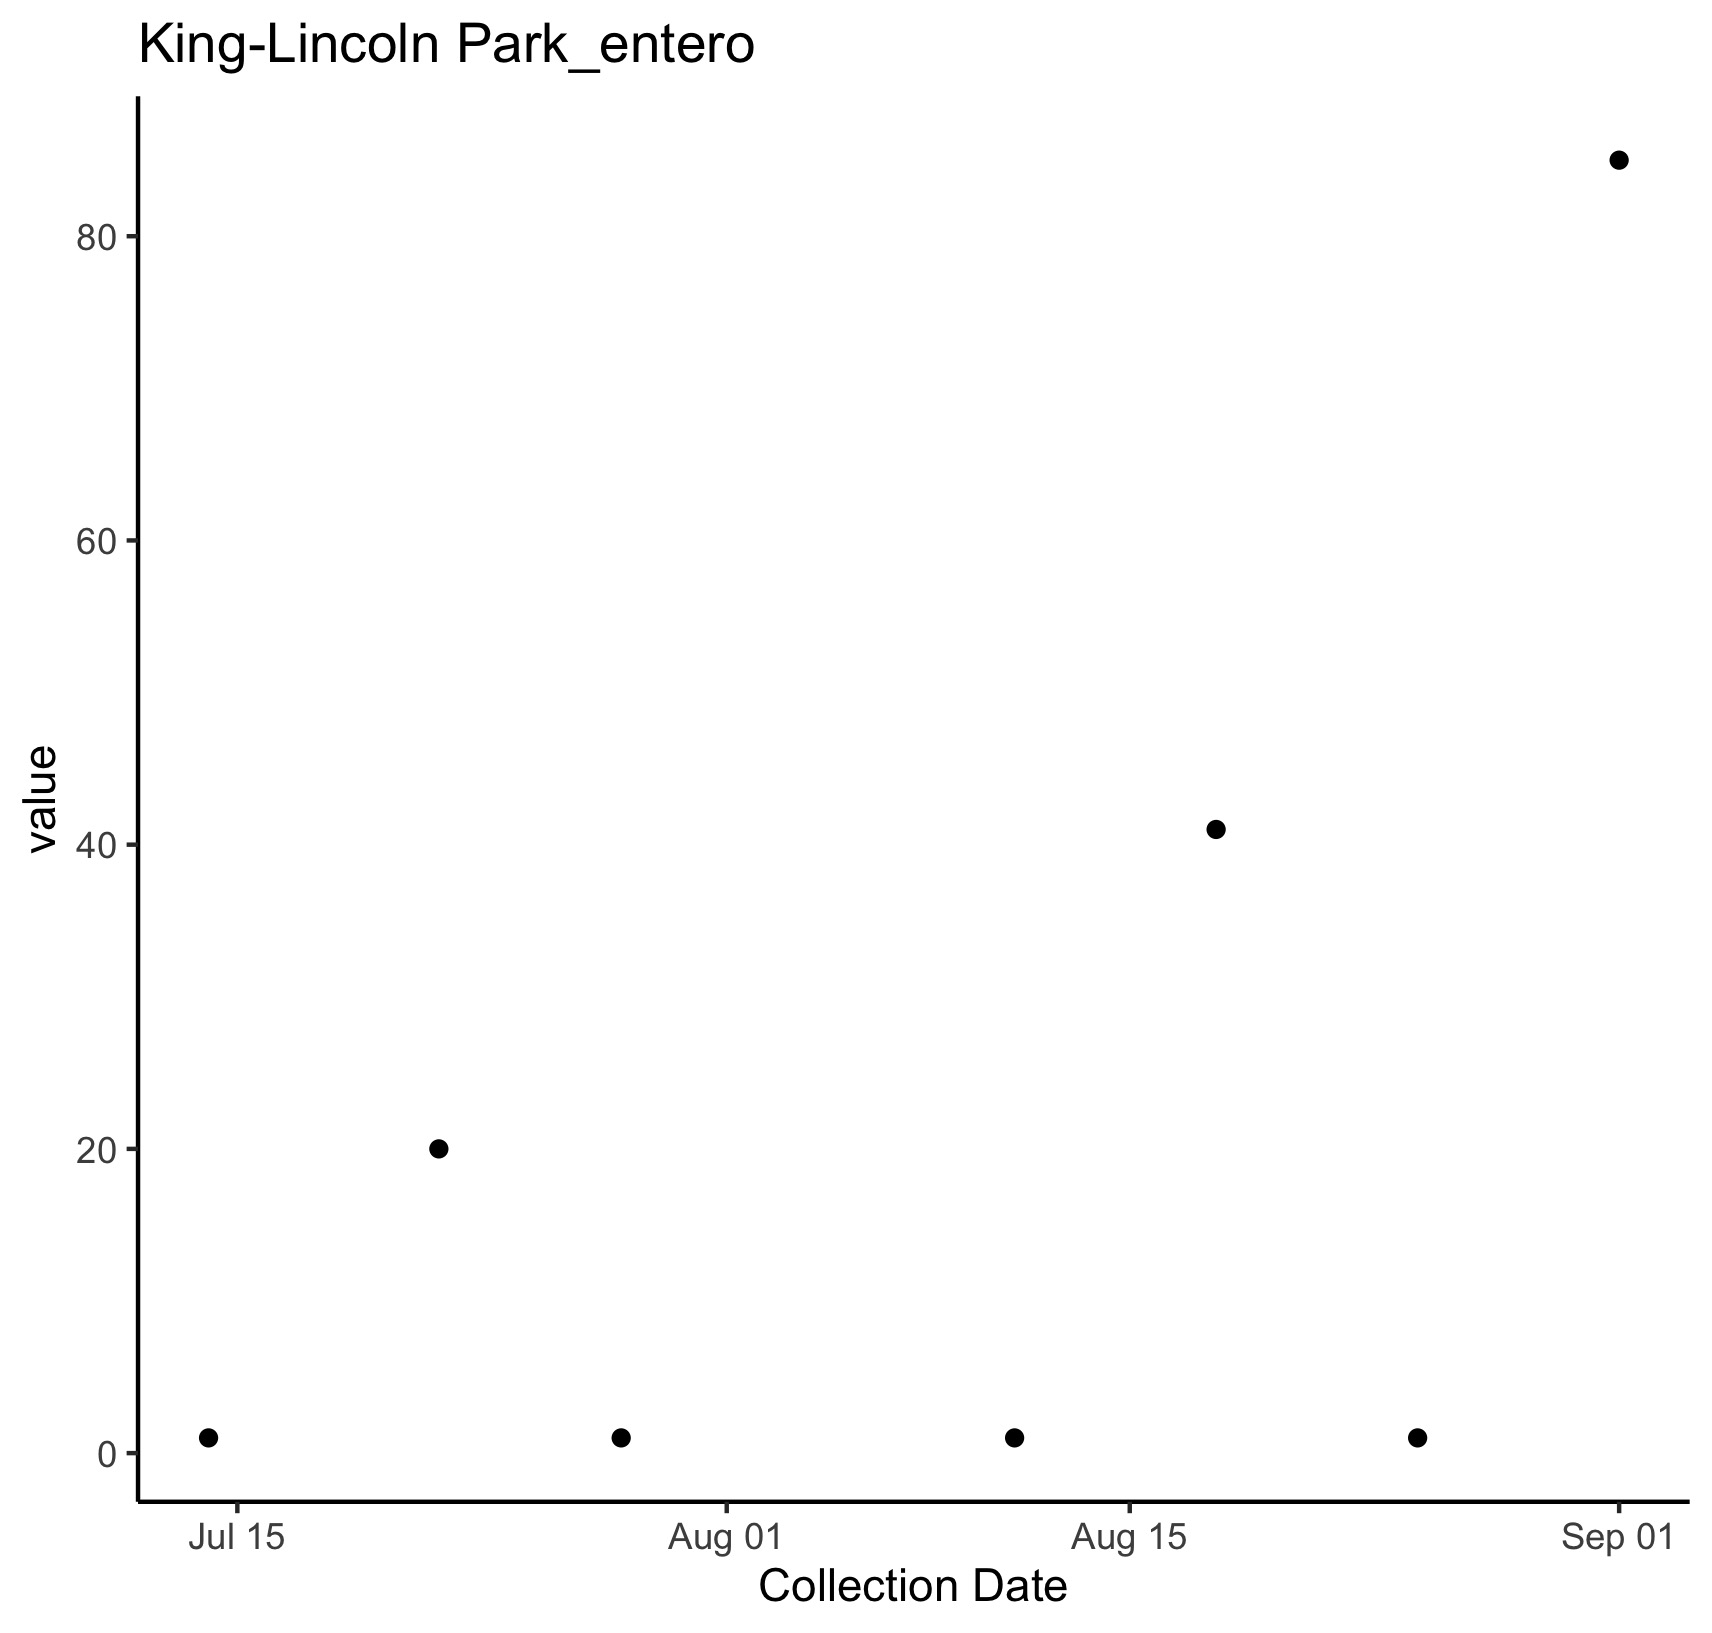 King-Lincoln Park_entero
value
80
60
40
20
0
Jul 15
Aug 01
Aug 15
Sep 01
Collection Date